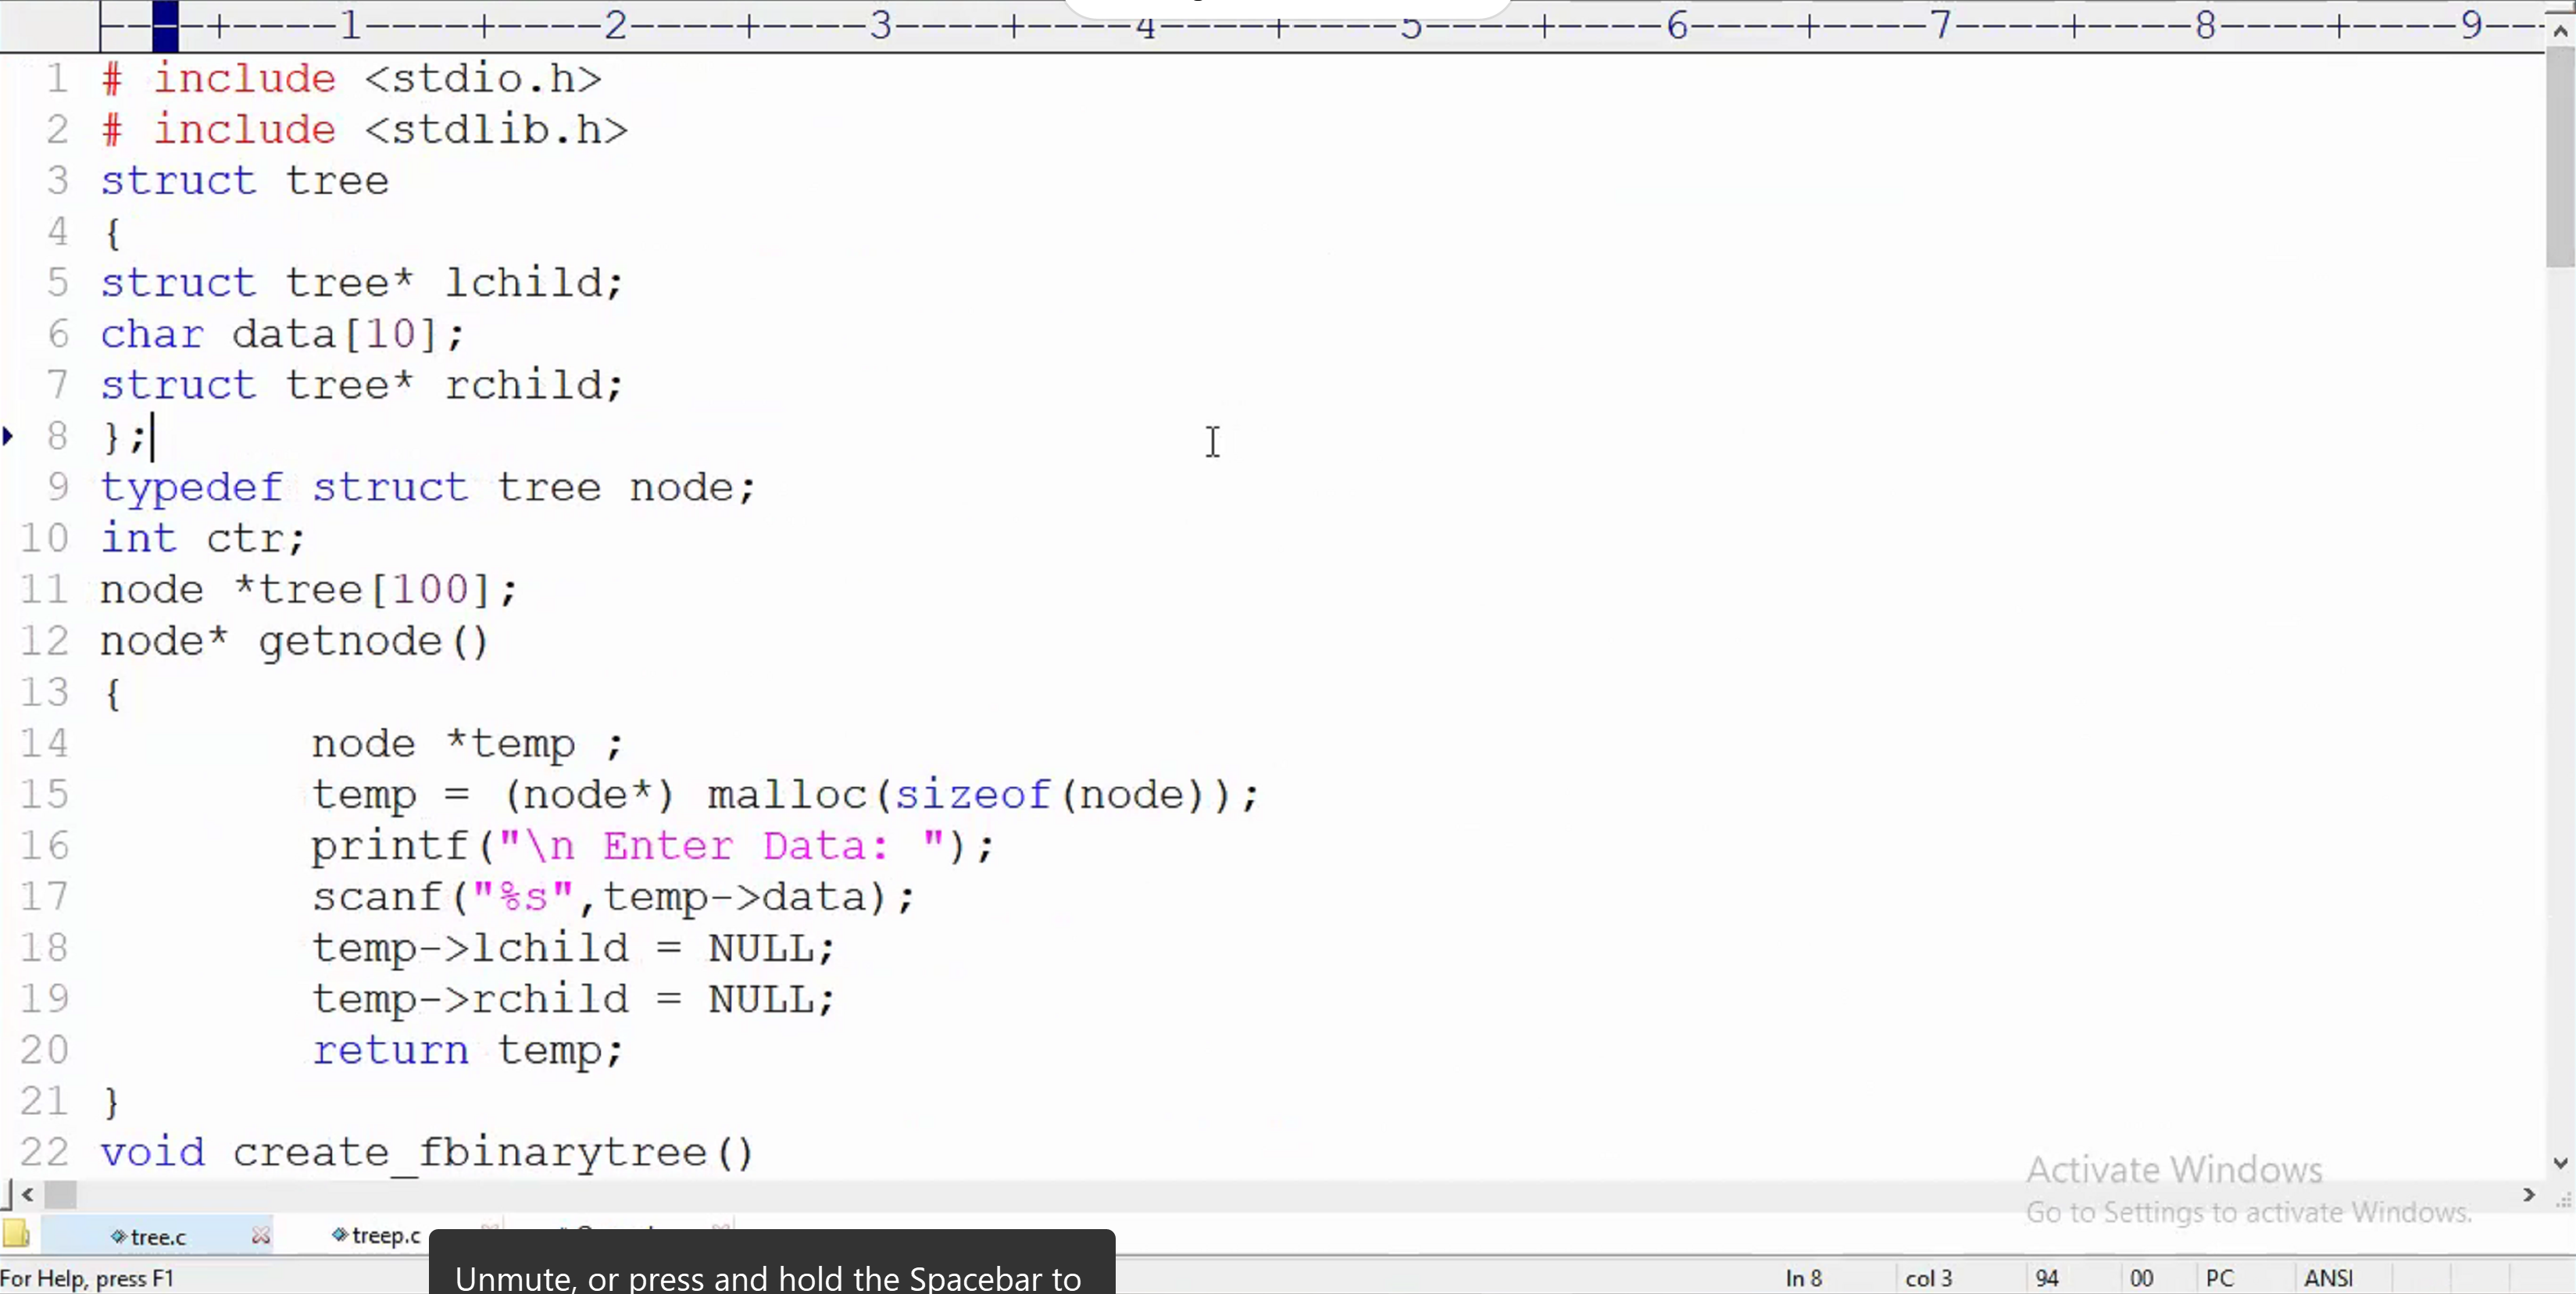 |--—-+----1----+----2----+----3----+----4----+----5----+----6----+----7----+----8----+----9---
1 # include <stdio.h>
2 # include <stdlib.h>
3 struct tree
4 {
5 struct tree* lchild;
6 char data[10];
7 struct tree* rchild;
8 };
9 typedef struct tree node;
10 int ctr;
11 node *tree[100];
12 node* getnode()
13 {
14 node *temp ;
15 temp = (node*) malloc(sizeof(node));
16 printf("\n Enter Data: ");
17 scanf("%s",temp->data);
18 temp->lchild = NULL;
19 temp->rchild = NULL;
20 return temp;
21 }
22 void create_fbinarytree()
Activate Windows
Go to Settings to activate Windows.
tree.c treep.c
Unmute, or press and hold the Spacebar to
For Help, press F1 ln 8 col 3 94 00 PC ANSI